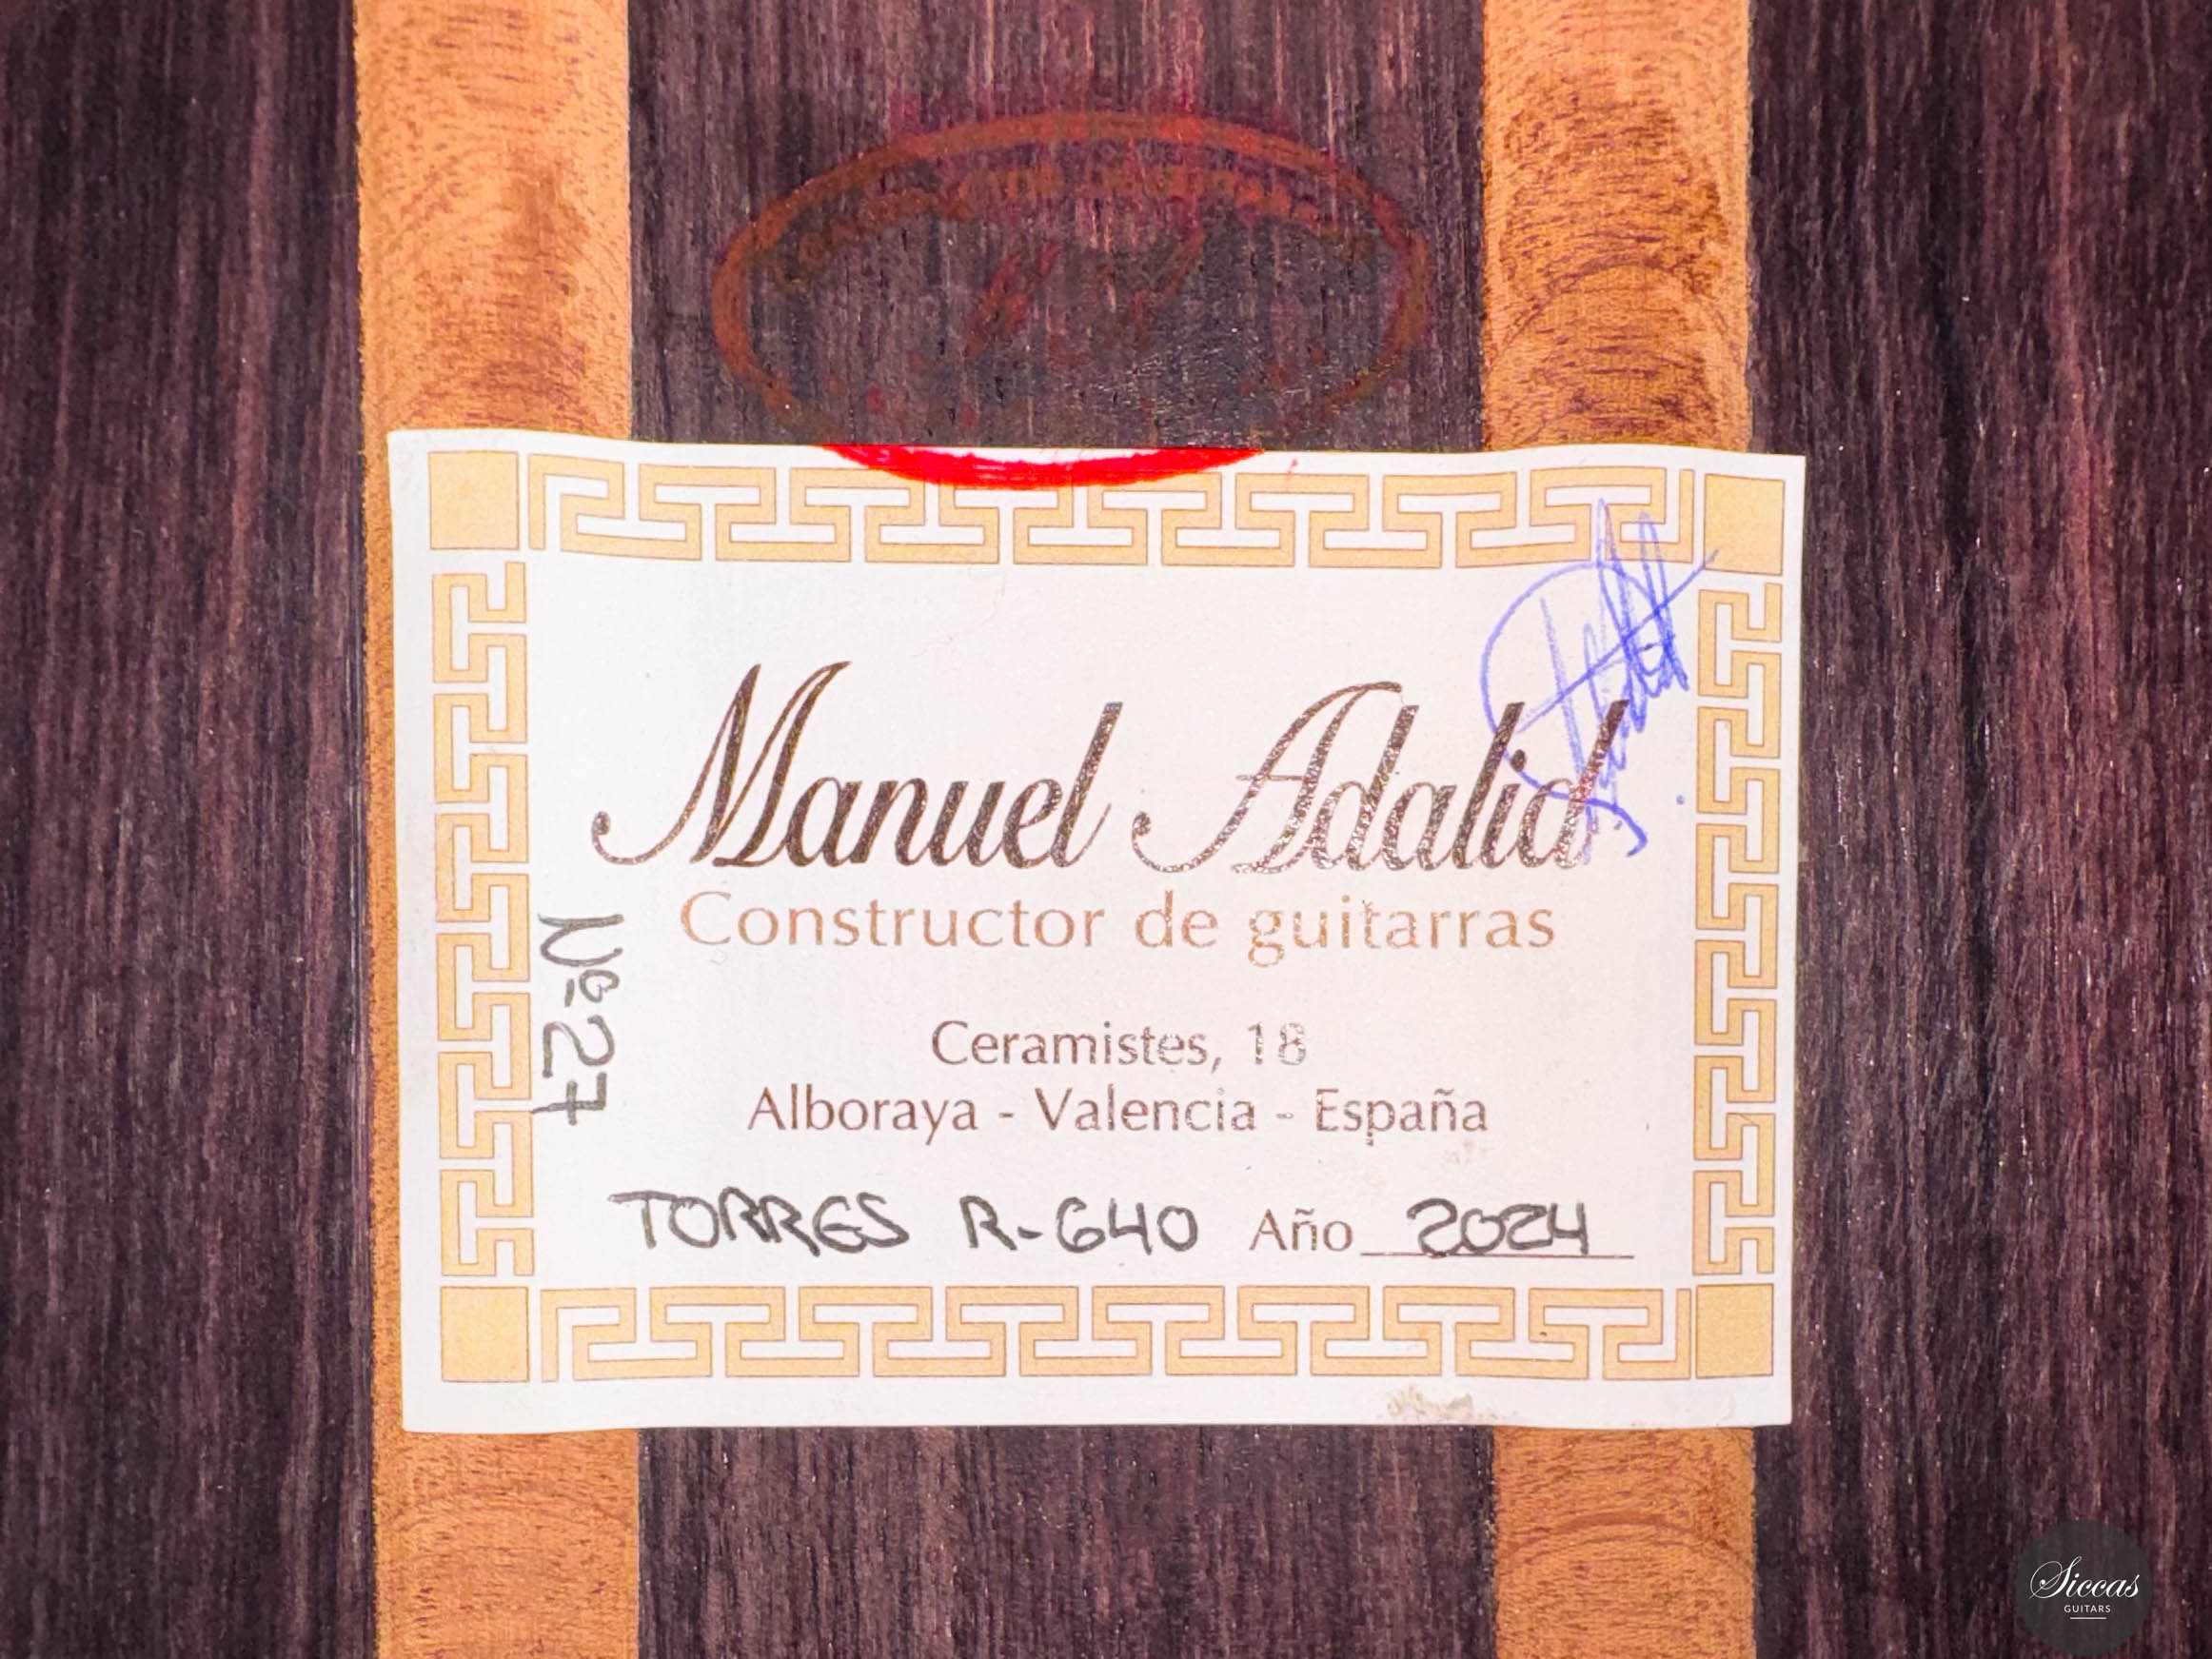 Manuel Adalid
Constructor de guitarras
Nº 27
Ceramistes, 18
Alboraya - Valencia - España
TORRES R-640 Año 2024
Siccas
GUITARS